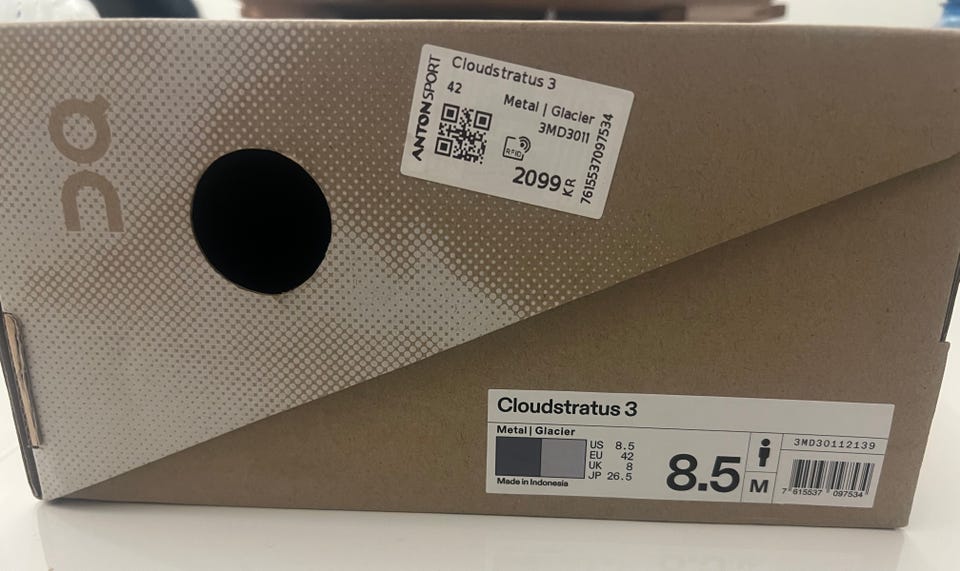 On
ANTON SPORT
Cloudstratus 3
42
Metal | Glacier
3MD3011
RFID
2099 KR
7615537097534
Cloudstratus 3
Metal | Glacier
US 8.5
EU 42
UK 8
JP 26.5
Made in Indonesia
8.5
M
3MD30112139
7 615537 097534